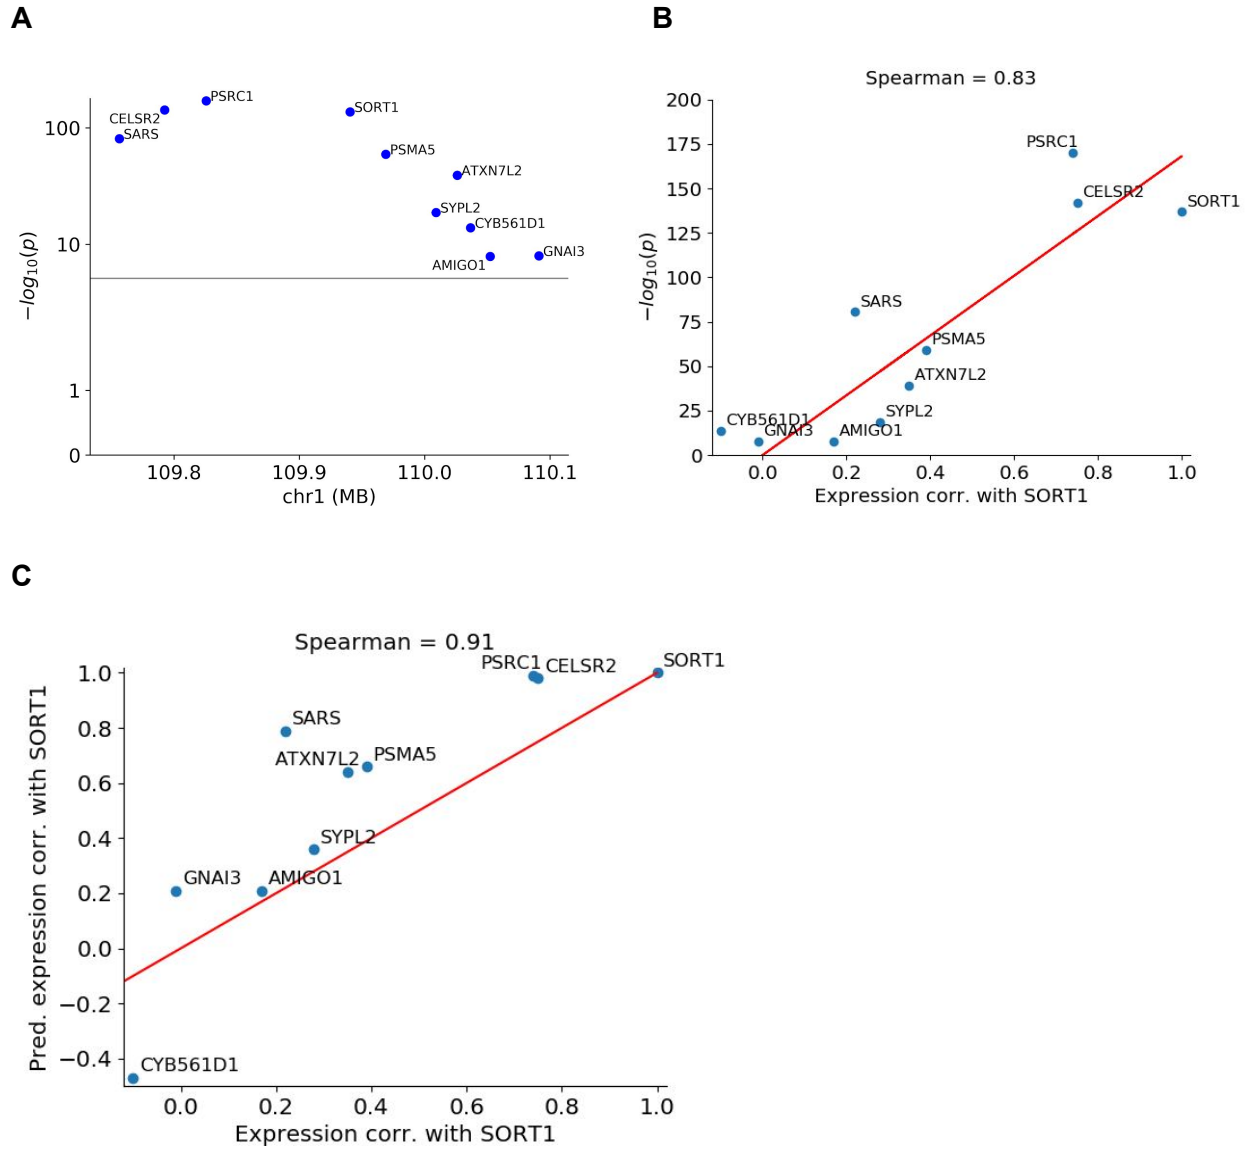 A
PSRC1
CELSR2
SORT1
SARS
PSMA5
ATXN7L2
SYPL2
CYB561D1
AMIGO1
GNAI3
100
10
1
0
−log10(p)
109.8 109.9 110.0 110.1
chr1 (MB)
B
Spearman = 0.83
200
175
150
125
100
75
50
25
0
−log10(p)
PSRC1
CELSR2
SORT1
SARS
PSMA5
ATXN7L2
SYPL2
CYB561D1
GNAI3
AMIGO1
0.0 0.2 0.4 0.6 0.8 1.0
Expression corr. with SORT1
C
Spearman = 0.91
PSRC1
CELSR2
SORT1
SARS
ATXN7L2
PSMA5
SYPL2
GNAI3
AMIGO1
CYB561D1
1.0
0.8
0.6
0.4
0.2
0.0
−0.2
−0.4
Pred. expression corr. with SORT1
0.0 0.2 0.4 0.6 0.8 1.0
Expression corr. with SORT1